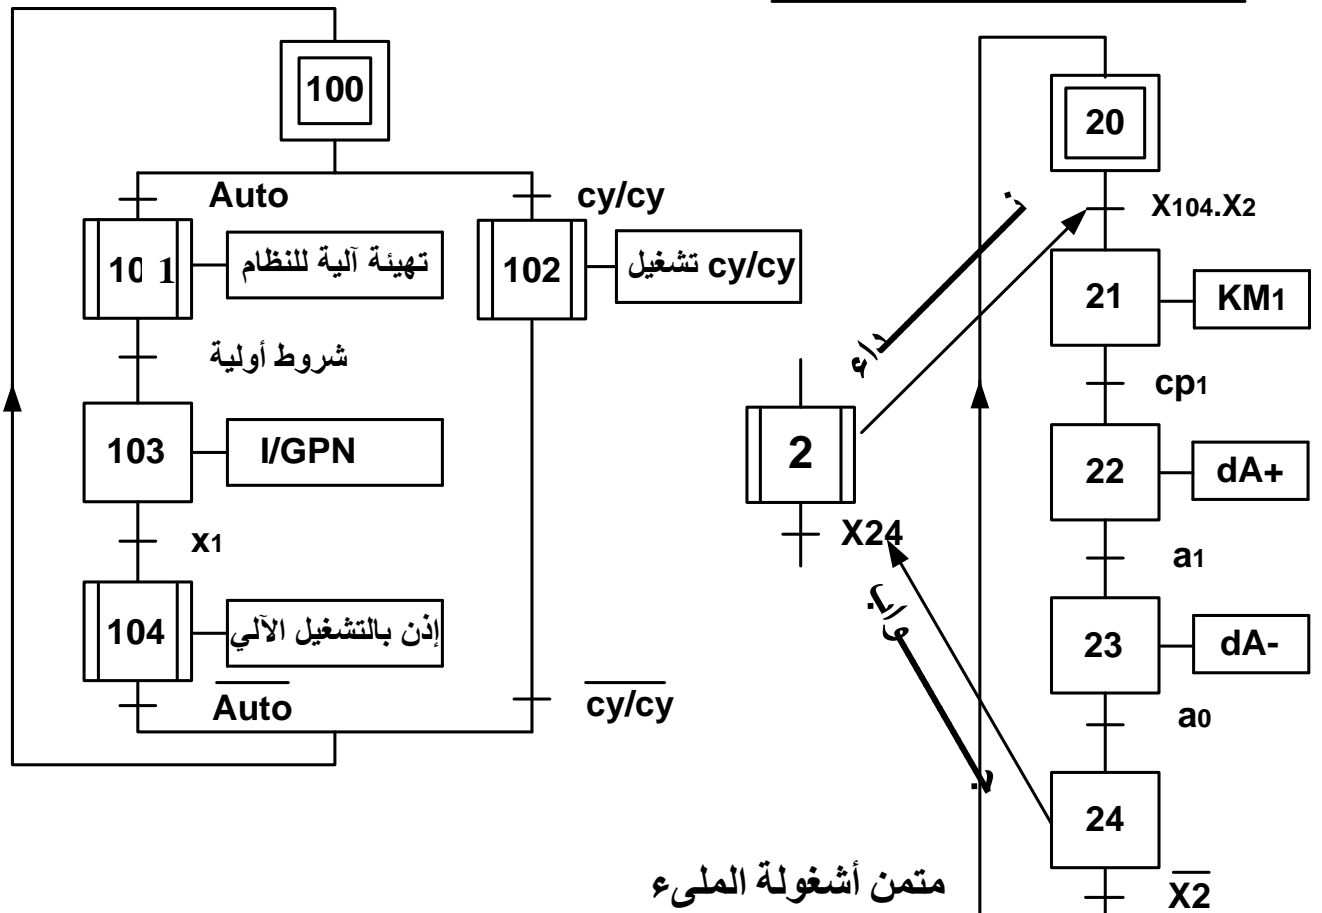 100
Auto
cy/cy
10 1
تهيئة آلية للنظام
102
تشغيل cy/cy
شروط أولية
103
I/GPN
x1
104
إذن بالتشغيل الآلي
Auto
cy/cy
20
X104.X2
نداء
21
KM1
cp1
2
22
dA+
X24
a1
جواب
23
dA-
a0
24
X2
متمن أشغولة الملىء